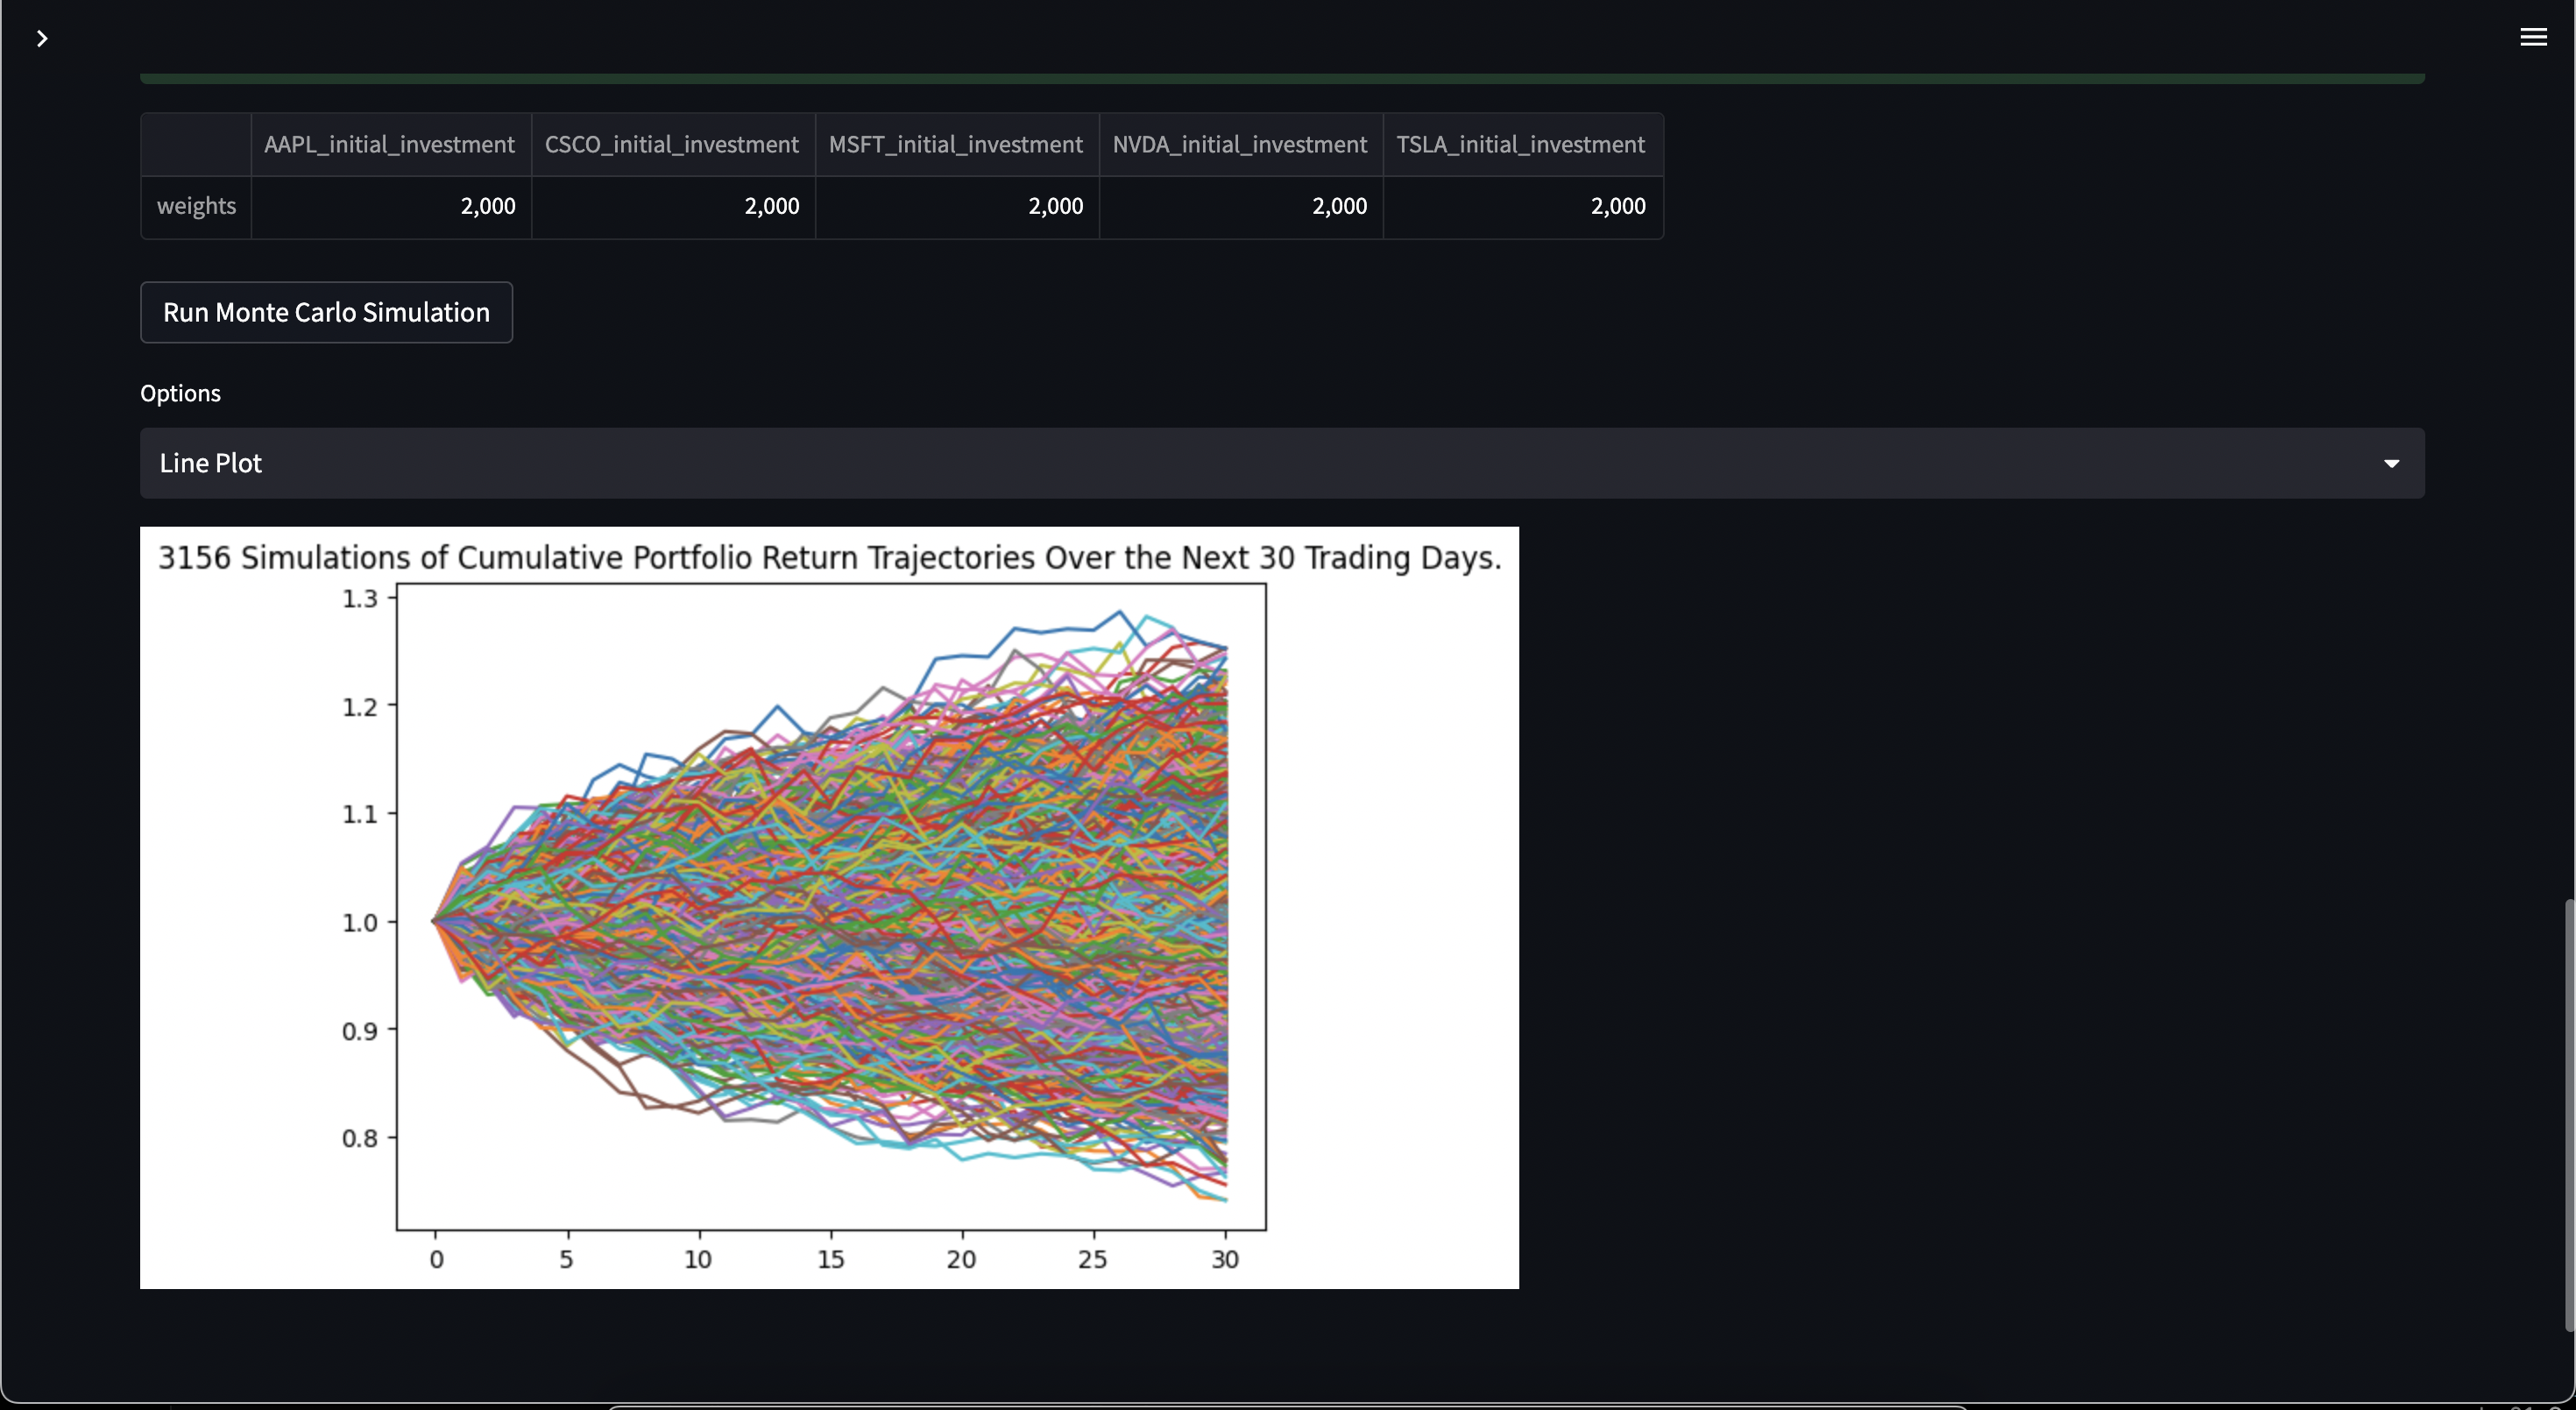 AAPL_initial_investment CSCO_initial_investment MSFT_initial_investment NVDA_initial_investment TSLA_initial_investment
weights 2,000 2,000 2,000 2,000 2,000
Run Monte Carlo Simulation
Options
Line Plot
3156 Simulations of Cumulative Portfolio Return Trajectories Over the Next 30 Trading Days.
1.3
1.2
1.1
1.0
0.9
0.8
0 5 10 15 20 25 30